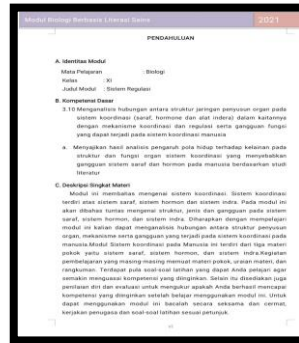 Modul Biologi Berbasis Literasi Sains 2021
PENDAHULUAN
A. Identitas Modul
Mata Pelajaran : Biologi
Kelas : XI
Judul Modul : Sistem Regulasi
B. Kompetensi Dasar
3.10 Menganalisis hubungan antara struktur jaringan penyusun organ pada
sistem koordinasi (saraf, hormone dan alat indera) dalam kaitannya
dengan mekanisme koordinasi dan regulasi serta gangguan fungsi
yang dapat terjadi pada sistem koordinasi manusia
a. Menyajikan hasil analisis pengaruh pola hidup terhadap kelainan pada
struktur dan fungsi organ sistem koordinasi yang menyebabkan
gangguan sistem saraf dan hormon pada manusia berdasarkan studi
literatur
C. Deskripsi Singkat Materi
Modul ini membahas mengenai sistem koordinasi. Sistem koordinasi
terdiri atas sistem saraf, sistem hormon dan sistem indra. Pada modul ini
akan dibahas tuntas mengenai struktur, jenis dan gangguan pada sistem
saraf, sistem hormon, dan sistem indra. Diharapkan dengan mempelajari
modul ini kalian dapat menganalisis hubungan antara struktur penyusun
organ, mekanisme serta gangguan yang terjadi pada sistem koordinasi pada
manusia.Modul Sistem koordinasi pada Manusia ini terdiri dari tiga materi
pokok yaitu sistem saraf, sistem hormon, dan sistem indra.Kegiatan
pembelajaran yang masing-masing memuat materi pokok, uraian materi, dan
rangkuman. Terdapat pula soal-soal latihan yang dapat Anda pelajari agar
semakin menguasai kompetensi yang diinginkan. Selain itu disediakan juga
penilaian diri dan evaluasi untuk mengukur apakah Anda berhasil mencapai
kompetensi yang diinginkan setelah belajar menggunakan modul ini. Untuk
dapat menggunakan modul ini bacalah secara seksama dan cermat,
kerjakan penugasa dan soal-soal latihan sesuai petunjuk.